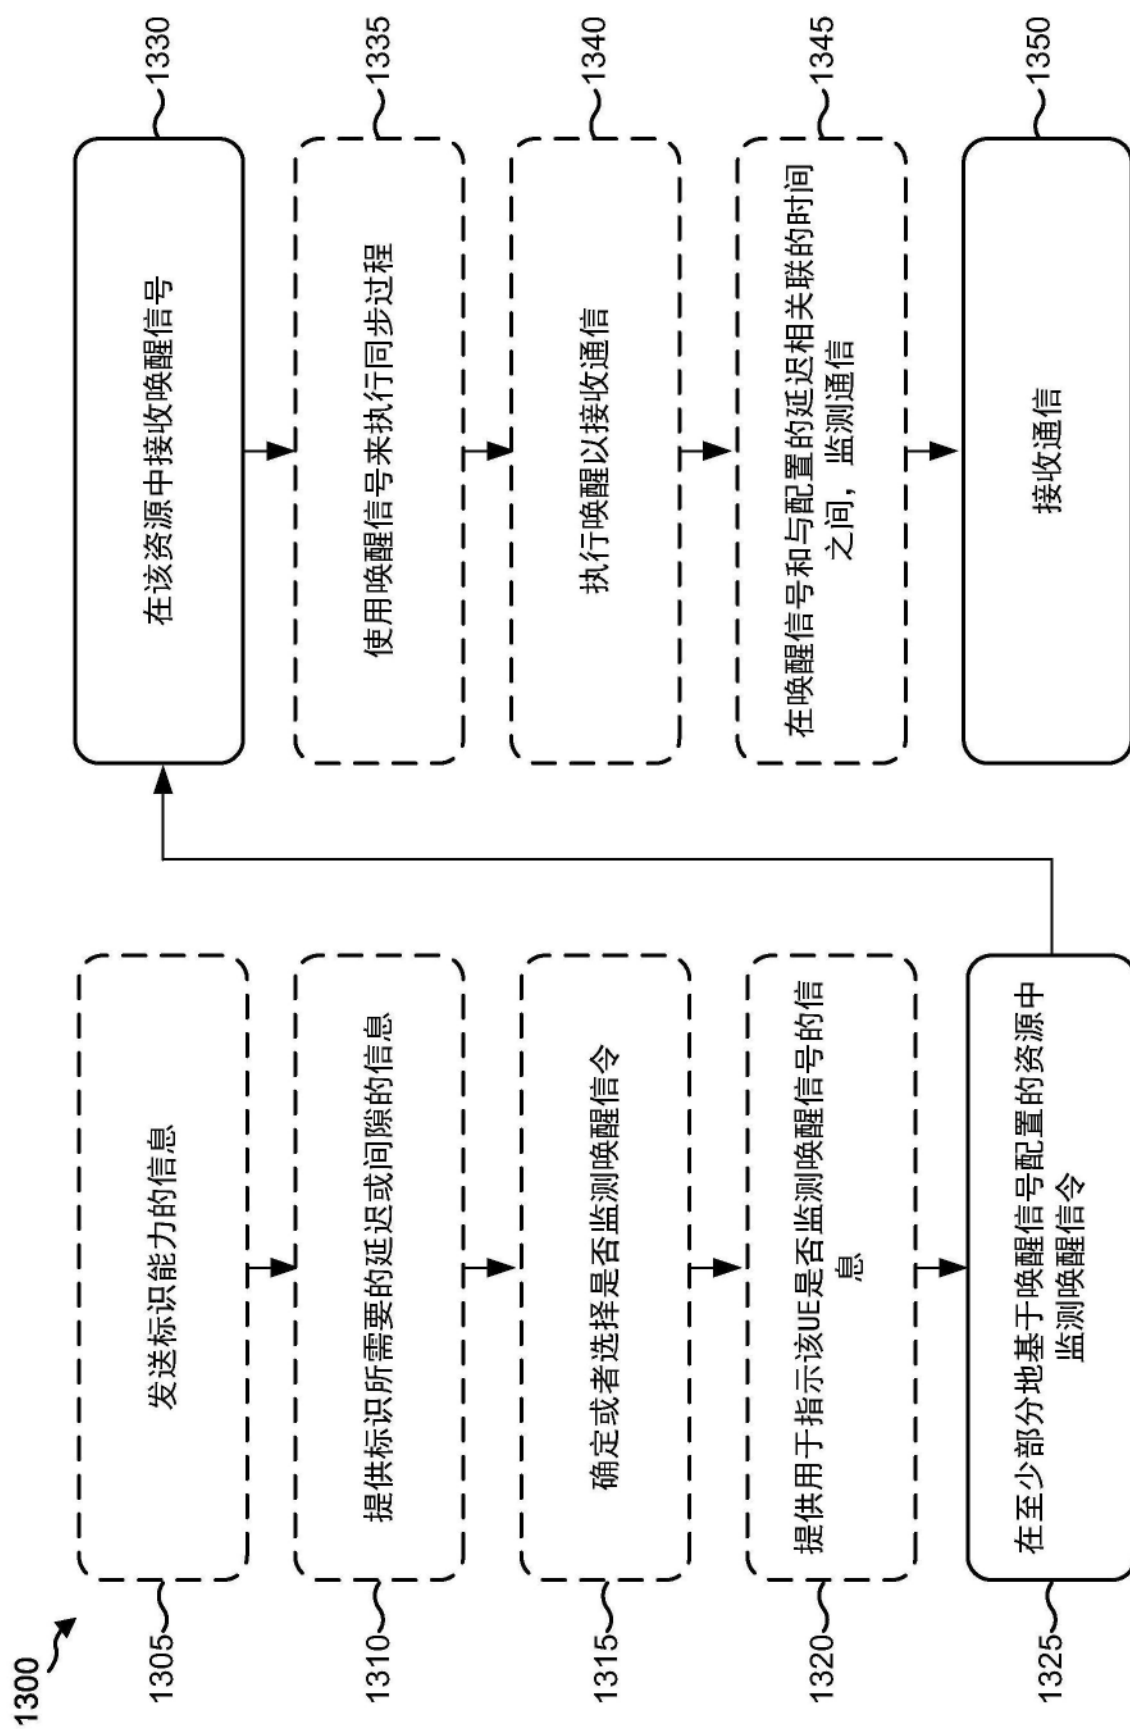 1300
1305
发送标识能力的信息
1310
提供标识所需要的延迟或间隙的信息
1315
确定或者选择是否监测唤醒信令
1320
提供用于指示该UE是否监测唤醒信号的信
息
1325
在至少部分地基于唤醒信号配置的资源中
监测唤醒信令
在该资源中接收唤醒信号
1330
使用唤醒信号来执行同步过程
1335
执行唤醒以接收通信
1340
在唤醒信号和与配置的延迟相关联的时间
之间，监测通信
1345
接收通信
1350